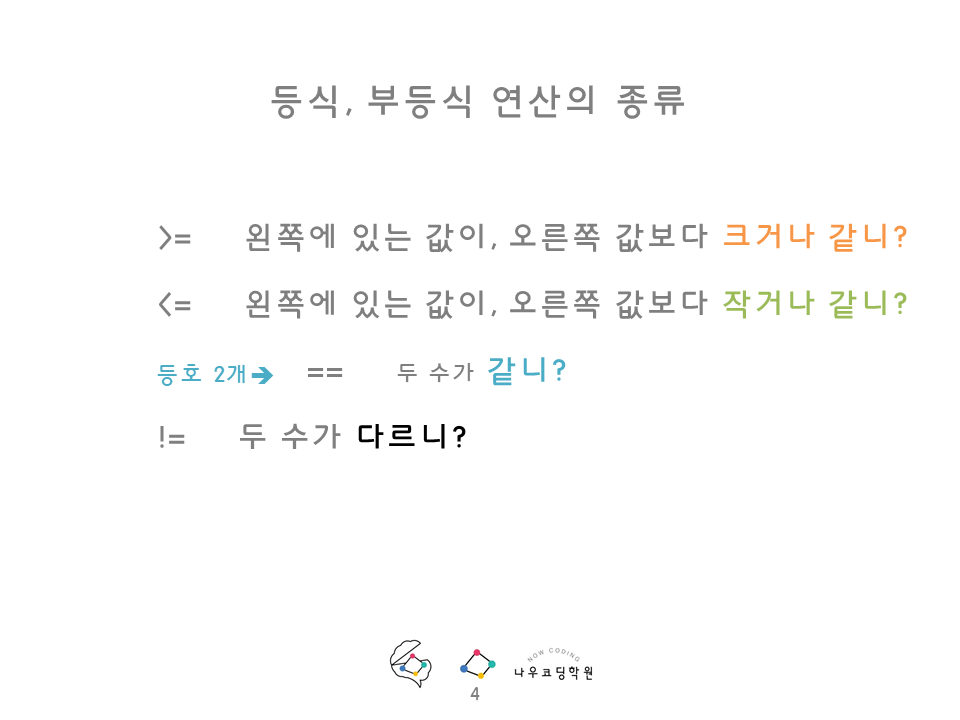 등식, 부등식 연산의 종류
>= 왼쪽에 있는 값이, 오른쪽 값보다 크거나 같니?
<= 왼쪽에 있는 값이, 오른쪽 값보다 작거나 같니?
등호 2개➔ == 두 수가 같니?
!= 두 수가 다르니?
NOW CODING
나우코딩학원
4